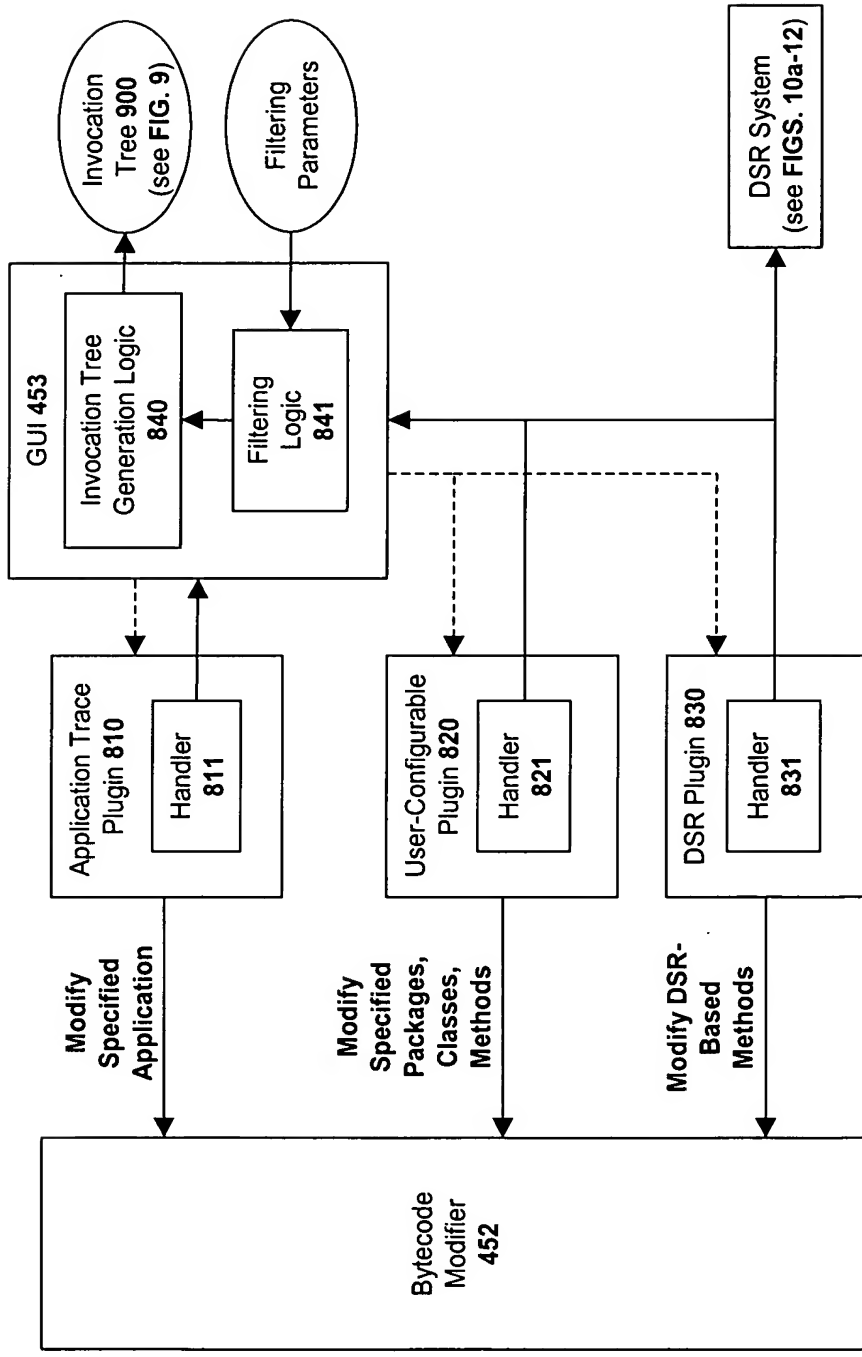 Bytecode
Modifier
452
Modify
Specified
Application
Modify
Specified
Packages,
Classes,
Methods
Modify DSR-
Based
Methods
Application Trace
Plugin 810
Handler
811
User-Configurable
Plugin 820
Handler
821
DSR Plugin 830
Handler
831
GUI 453
Invocation Tree
Generation Logic
840
Filtering
Logic
841
Invocation
Tree 900
(see FIG. 9)
Filtering
Parameters
DSR System
(see FIGS. 10a-12)